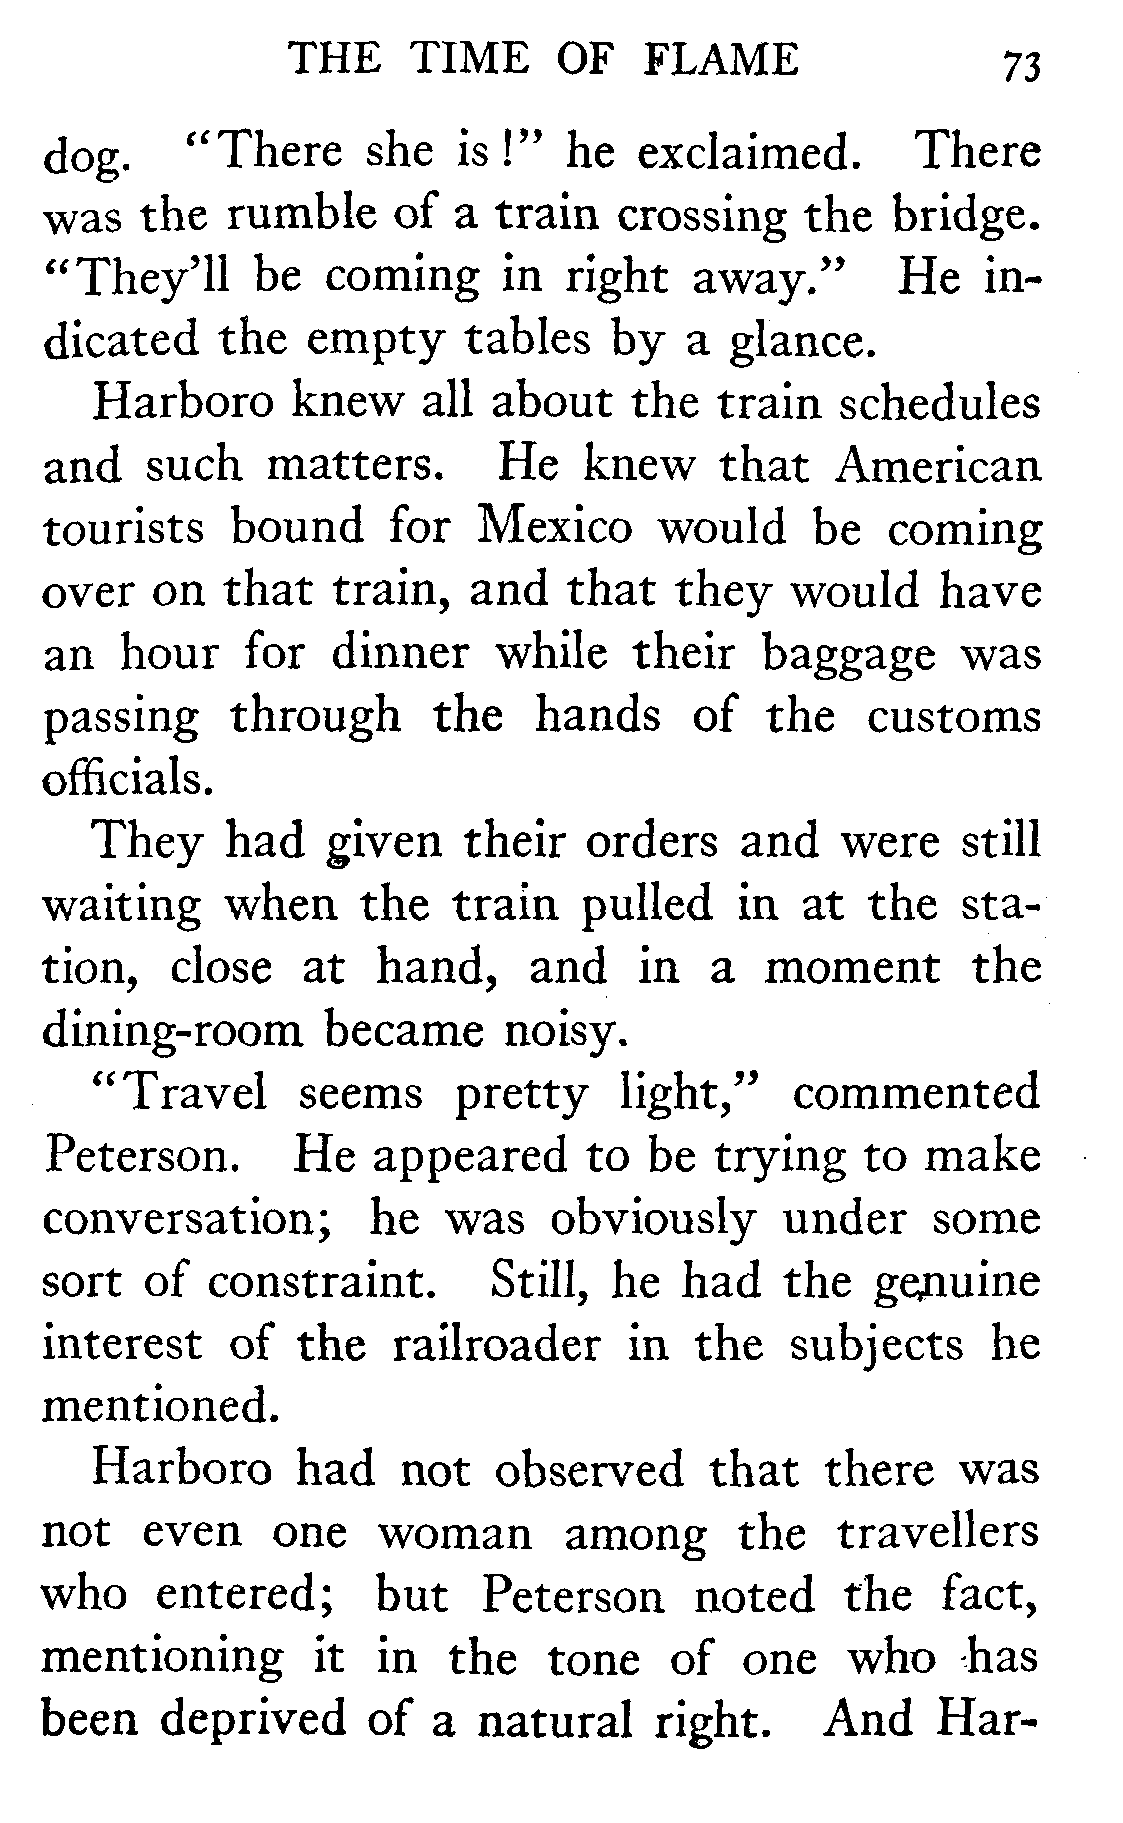 THE TIME OF FLAME 73
dog. "There she is!" he exclaimed. There
was the rumble of a train crossing the bridge.
"They'll be coming in right away." He in-
dicated the empty tables by a glance.
Harboro knew all about the train schedules
and such matters. He knew that American
tourists bound for Mexico would be coming
over on that train, and that they would have
an hour for dinner while their baggage was
passing through the hands of the customs
officials.
They had given their orders and were still
waiting when the train pulled in at the sta-
tion, close at hand, and in a moment the
dining-room became noisy.
"Travel seems pretty light," commented
Peterson. He appeared to be trying to make
conversation; he was obviously under some
sort of constraint. Still, he had the genuine
interest of the railroader in the subjects he
mentioned.
Harboro had not observed that there was
not even one woman among the travellers
who entered; but Peterson noted the fact,
mentioning it in the tone of one who has
been deprived of a natural right. And Har-